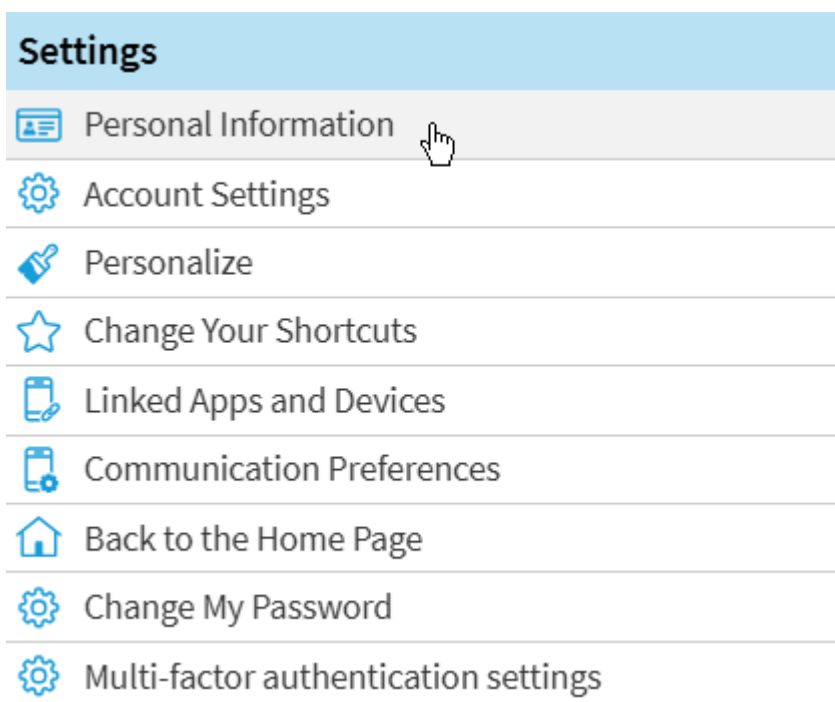 Settings
Personal Information
Account Settings
Personalize
Change Your Shortcuts
Linked Apps and Devices
Communication Preferences
Back to the Home Page
Change My Password
Multi-factor authentication settings